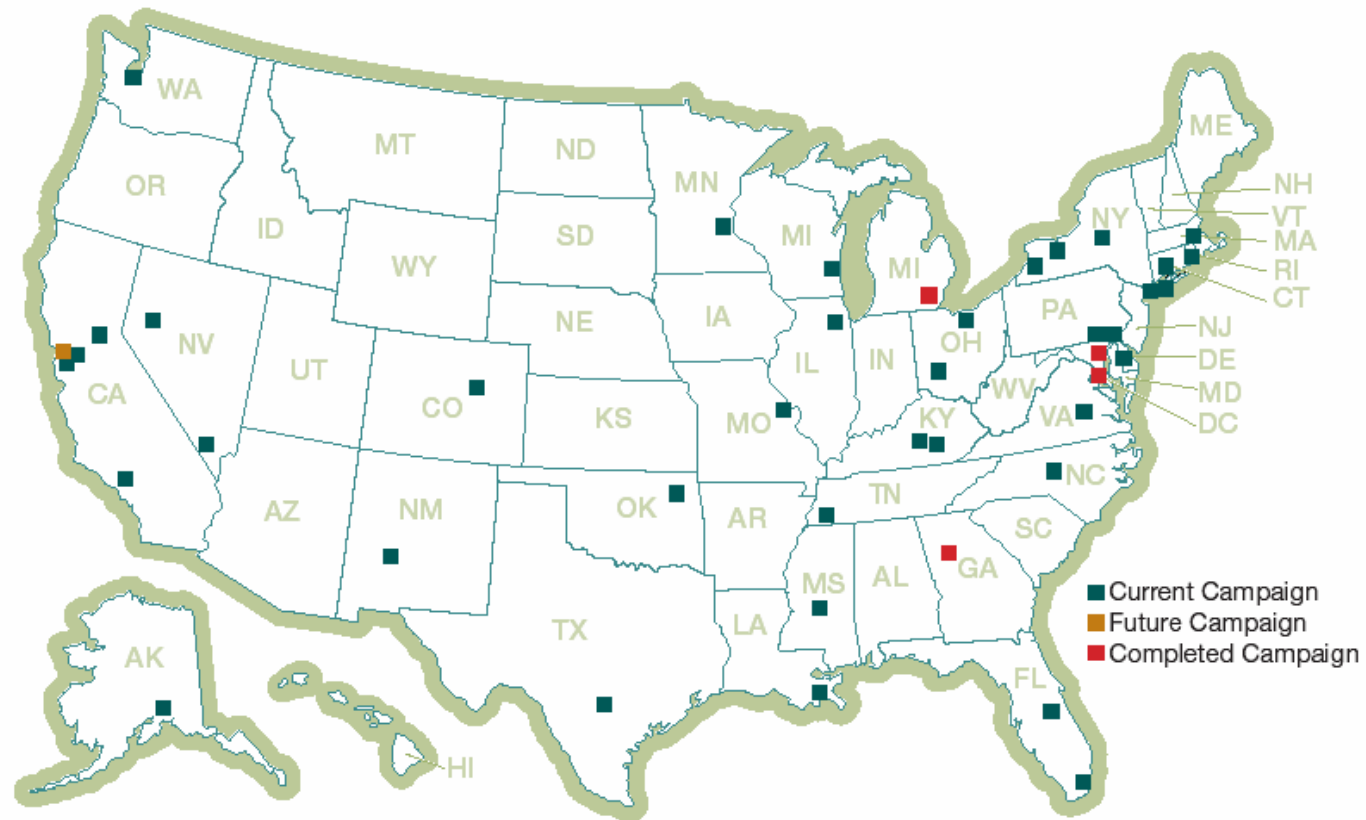 WA
ME
MT
ND
MN
OR
NH
NY
VT
ID
SD
MI
MA
WY
MI
RI
CT
PA
IA
NE
NJ
NV
OH
DE
IL
IN
UT
WV
MD
CA
CO
KS
MO
KY
VA
DC
NC
TN
OK
AZ
NM
AR
SC
GA
MS
AL
Current Campaign
Future Campaign
LA
TX
Completed Campaign
AK
FL
HI